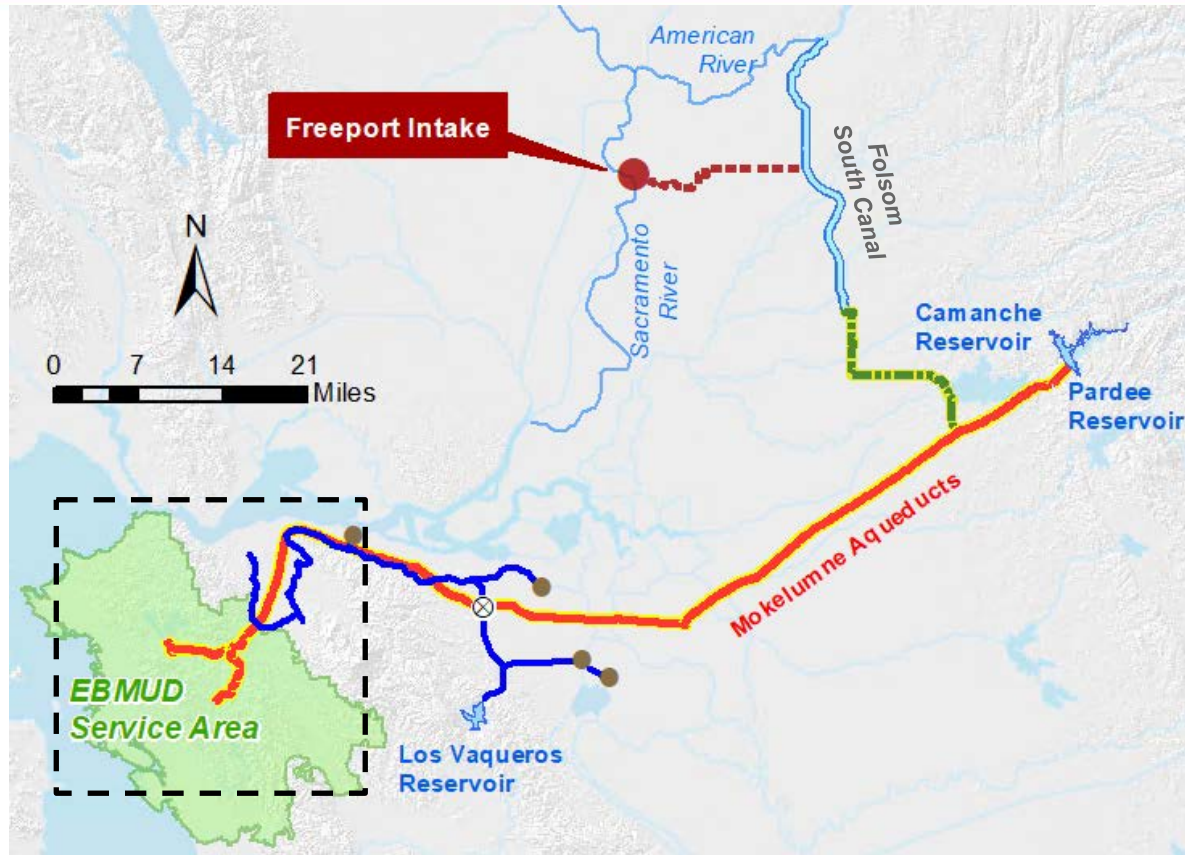 American
River
Freeport Intake
Folsom
South Canal
N
Sacramento
River
Camanche
Reservoir
0 7 14 21
Miles
Pardee
Reservoir
Mokelumne Aqueducts
EBMUD
Service Area
Los Vaqueros
Reservoir